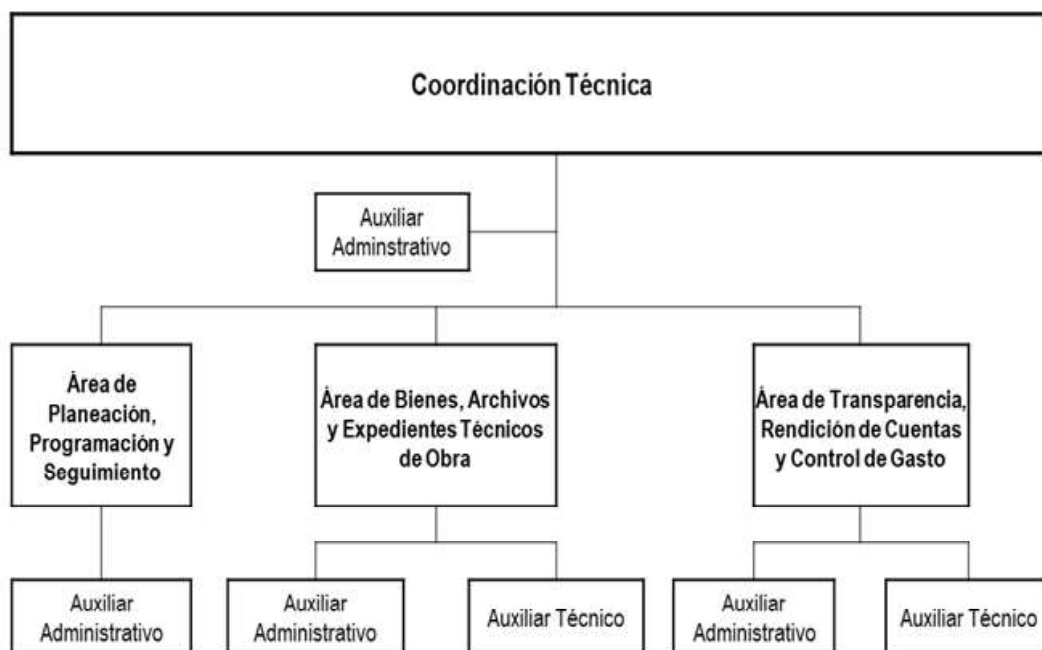 Coordinación Técnica
Auxiliar
Adminstrativo
Área de
Planeación,
Programación y
Seguimiento
Área de Bienes, Archivos
y Expedientes Técnicos
de Obra
Área de Transparencia,
Rendición de Cuentas
y Control de Gasto
Auxiliar
Administrativo
Auxiliar
Administrativo
Auxiliar Técnico
Auxiliar
Administrativo
Auxiliar Técnico